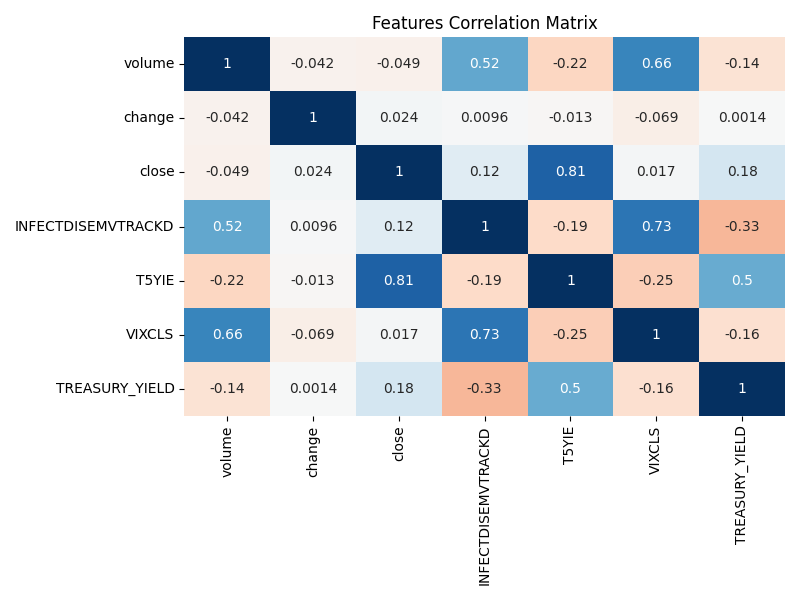 Features Correlation Matrix
volume 1 -0.042 -0.049 0.52 -0.22 0.66 -0.14
change -0.042 1 0.024 0.0096 -0.013 -0.069 0.0014
close -0.049 0.024 1 0.12 0.81 0.017 0.18
INFECTDISEMVTRACKD 0.52 0.0096 0.12 1 -0.19 0.73 -0.33
T5YIE -0.22 -0.013 0.81 -0.19 1 -0.25 0.5
VIXCLS 0.66 -0.069 0.017 0.73 -0.25 1 -0.16
TREASURY_YIELD -0.14 0.0014 0.18 -0.33 0.5 -0.16 1
volume
change
close
INFECTDISEMVTRACKD
T5YIE
VIXCLS
TREASURY_YIELD